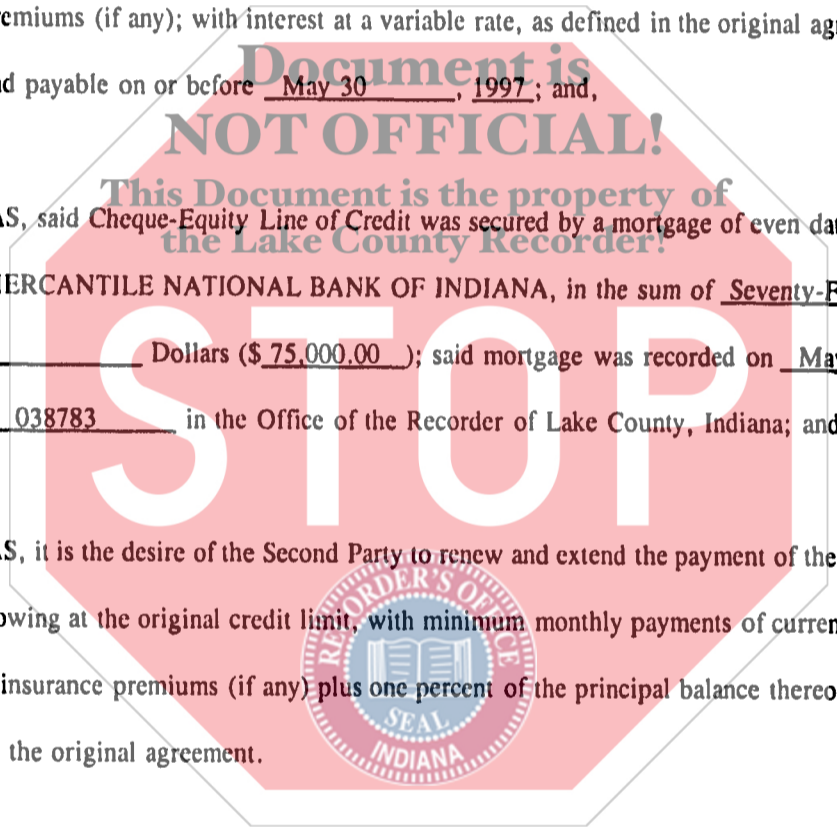 emiums (if any); with interest at a variable rate, as defined in the original
Document is
d payable on or before May 30, 1997; and,
NOT OFFICIAL!
This Document is the property of
AS, said Cheque-Equity Line of Credit was secured by a mortgage of even
the Lake County Recorder!
MERCANTILE NATIONAL BANK OF INDIANA, in the sum of Seventy-
Dollars ($ 75,000.00 ); said mortgage was recorded on
STOP
038783 in the Office of the Recorder of Lake County, Indiana; and
AS, it is the desire of the Second Party to renew and extend the payment of the
owing at the original credit limit, with minimum monthly payments of
RECORDER'S OFFICE
insurance premiums (if any) plus one percent of the principal balance
SEAL
INDIANA
the original agreement.